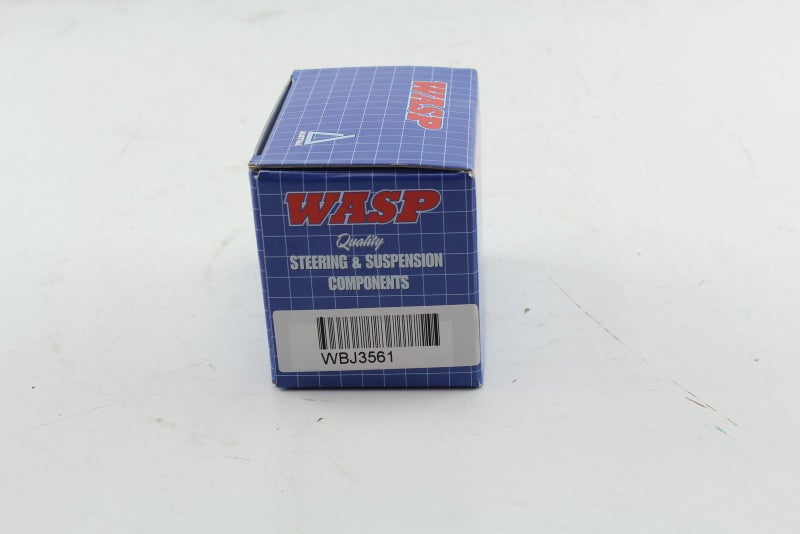 WASP
WASP
Quality
STEERING & SUSPENSION
COMPONENTS
WBJ3561